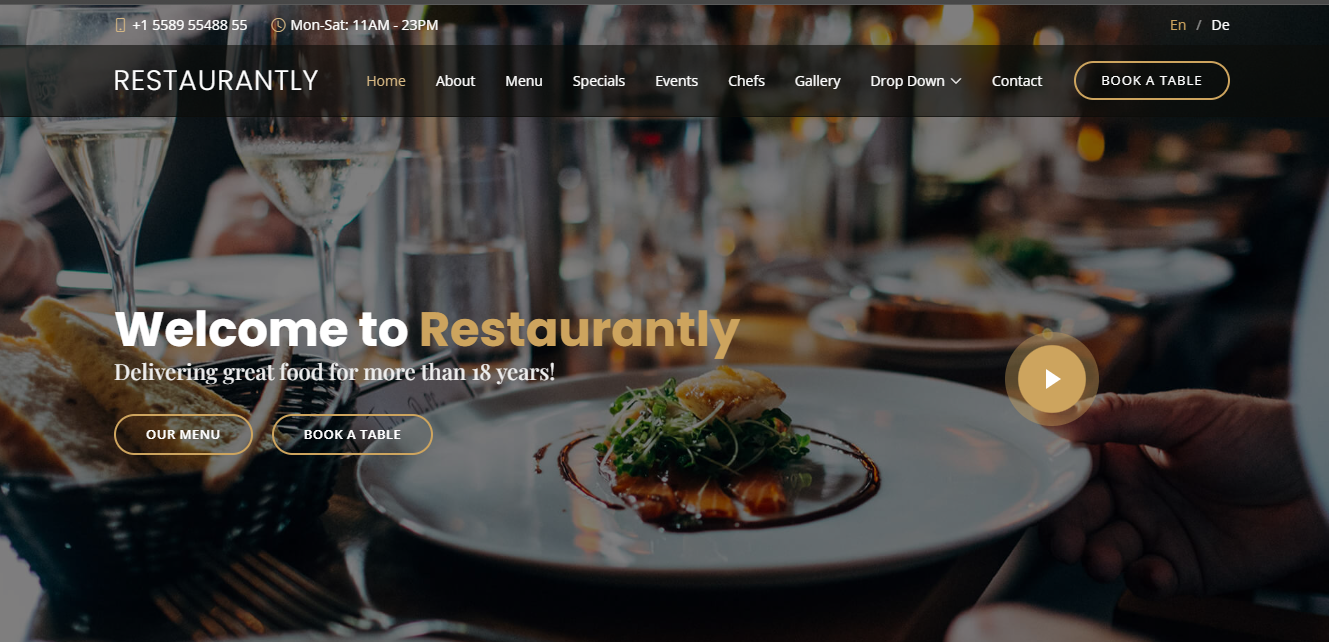 +1 5589 55488 55 Mon-Sat: 11AM - 23PM En / De
RESTAURANTLY Home About Menu Specials Events Chefs Gallery Drop Down Contact BOOK A TABLE
Welcome to Restaurantly
Delivering great food for more than 18 years!
OUR MENU BOOK A TABLE